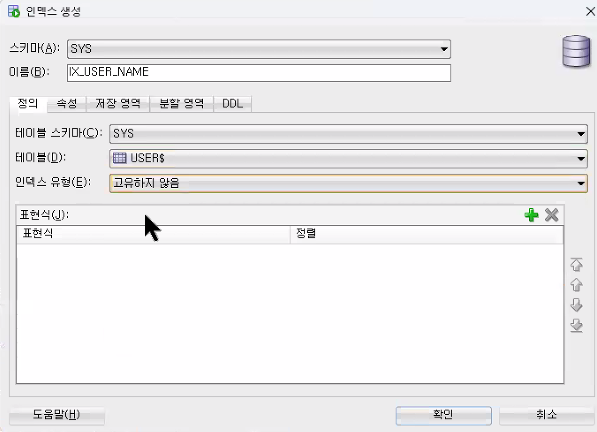 인덱스 생성
스키마(A): SYS
이름(B): IX_USER_NAME
정의 속성 저장 영역 분할 영역 DDL
테이블 스키마(C): SYS
테이블(D): USER$
인덱스 유형(E): 고유하지 않음
표현식(J):
표현식 정렬
도움말(H) 확인 취소